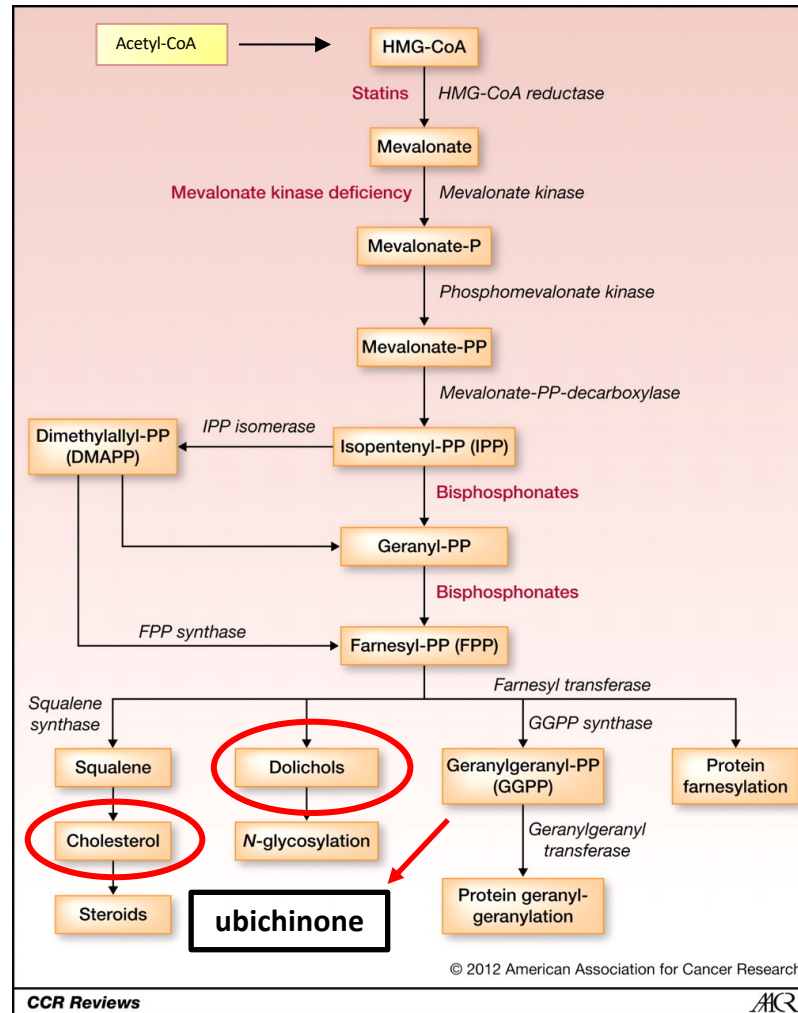 Acetyl-CoA
HMG-CoA
Statins
HMG-CoA reductase
Mevalonate
Mevalonate kinase deficiency
Mevalonate kinase
Mevalonate-P
Phosphomevalonate kinase
Mevalonate-PP
Mevalonate-PP-decarboxylase
Dimethylallyl-PP
(DMAPP)
IPP isomerase
Isopentenyl-PP (IPP)
Bisphosphonates
Geranyl-PP
Bisphosphonates
FPP synthase
Farnesyl-PP (FPP)
Farnesyl transferase
Squalene
synthase
GGPP synthase
Squalene
Dolichols
Geranylgeranyl-PP
(GGPP)
Protein
farnesylation
Cholesterol
N-glycosylation
Geranylgeranyl
transferase
Steroids
ubichinone
Protein geranyl-
geranylation
© 2012 American Association for Cancer Research
CCR Reviews
AACR